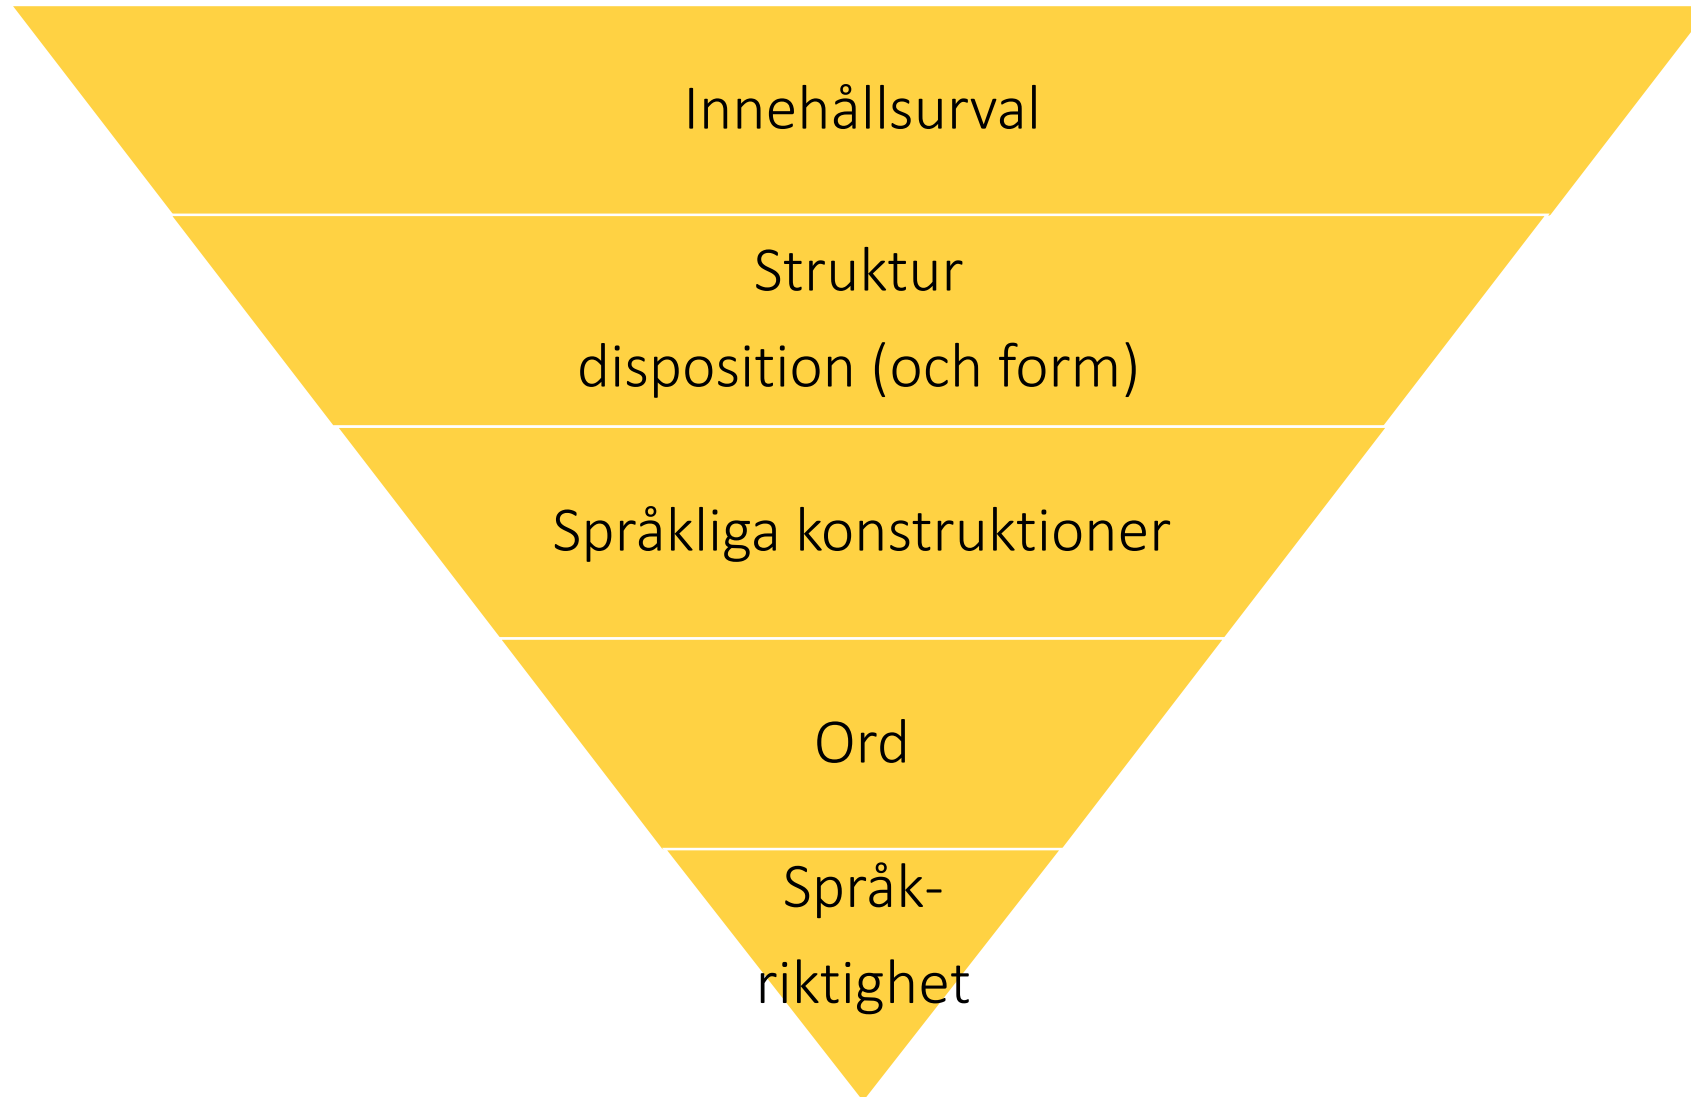 Innehållsurval
Struktur
disposition (och form)
Språkliga konstruktioner
Ord
Språk-
riktighet